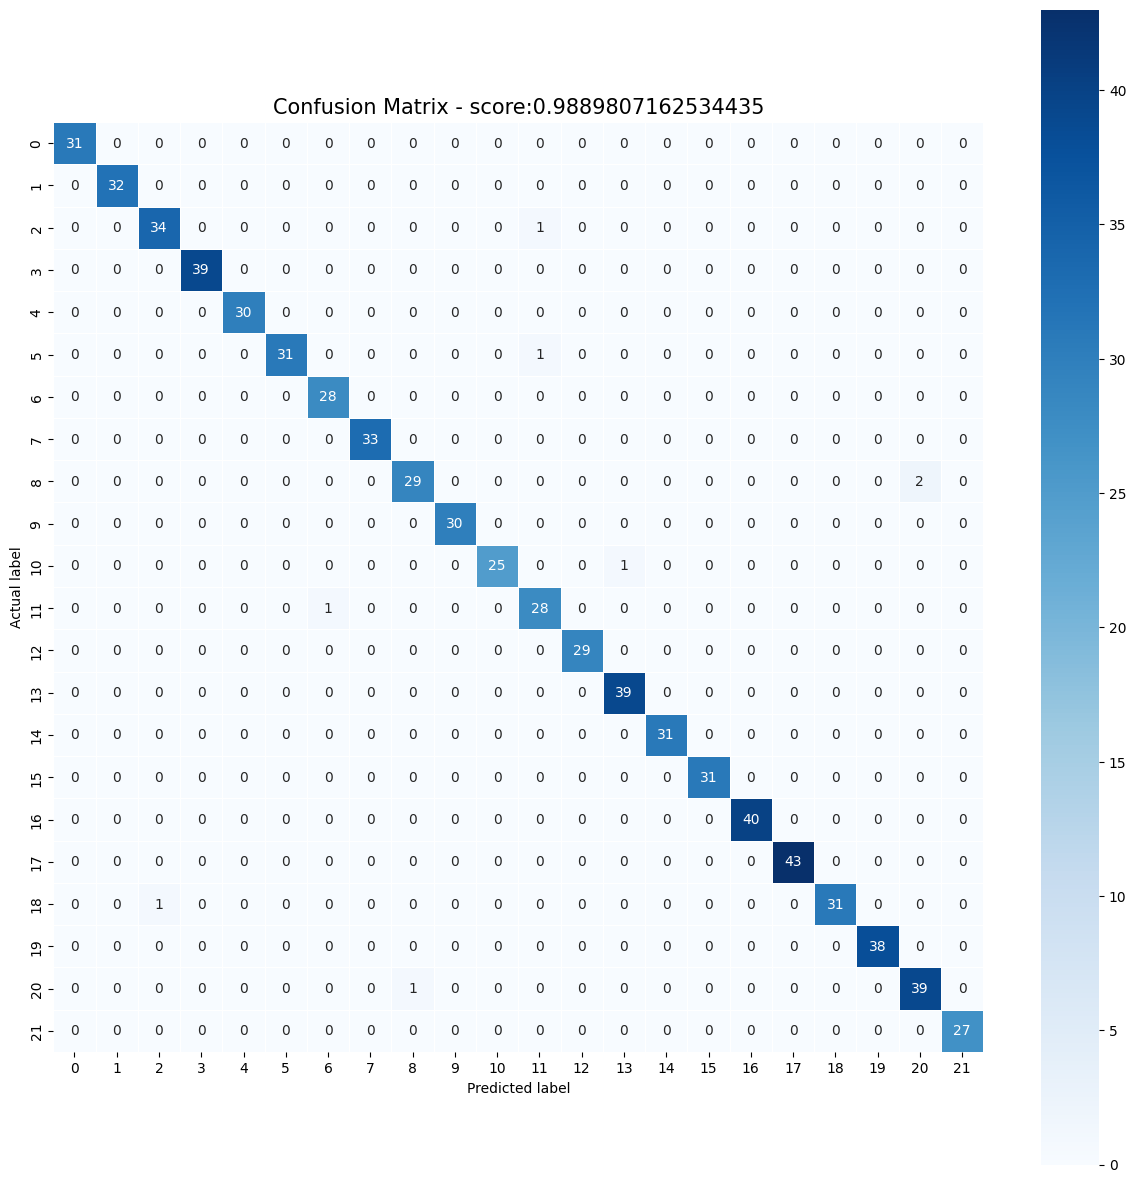 Confusion Matrix - score:0.9889807162534435
0 31 0 0 0 0 0 0 0 0 0 0 0 0 0 0 0 0 0 0 0 0 0
1 0 32 0 0 0 0 0 0 0 0 0 0 0 0 0 0 0 0 0 0 0 0
2 0 0 34 0 0 0 0 0 0 0 0 1 0 0 0 0 0 0 0 0 0 0
3 0 0 0 39 0 0 0 0 0 0 0 0 0 0 0 0 0 0 0 0 0 0
4 0 0 0 0 30 0 0 0 0 0 0 0 0 0 0 0 0 0 0 0 0 0
5 0 0 0 0 0 31 0 0 0 0 0 1 0 0 0 0 0 0 0 0 0 0
6 0 0 0 0 0 0 28 0 0 0 0 0 0 0 0 0 0 0 0 0 0 0
7 0 0 0 0 0 0 0 33 0 0 0 0 0 0 0 0 0 0 0 0 0 0
8 0 0 0 0 0 0 0 0 29 0 0 0 0 0 0 0 0 0 0 0 2 0
9 0 0 0 0 0 0 0 0 0 30 0 0 0 0 0 0 0 0 0 0 0 0
10 0 0 0 0 0 0 0 0 0 0 25 0 0 1 0 0 0 0 0 0 0 0
11 0 0 0 0 0 0 1 0 0 0 0 28 0 0 0 0 0 0 0 0 0 0
12 0 0 0 0 0 0 0 0 0 0 0 0 29 0 0 0 0 0 0 0 0 0
13 0 0 0 0 0 0 0 0 0 0 0 0 0 39 0 0 0 0 0 0 0 0
14 0 0 0 0 0 0 0 0 0 0 0 0 0 0 31 0 0 0 0 0 0 0
15 0 0 0 0 0 0 0 0 0 0 0 0 0 0 0 31 0 0 0 0 0 0
16 0 0 0 0 0 0 0 0 0 0 0 0 0 0 0 0 40 0 0 0 0 0
17 0 0 0 0 0 0 0 0 0 0 0 0 0 0 0 0 0 43 0 0 0 0
18 0 0 1 0 0 0 0 0 0 0 0 0 0 0 0 0 0 0 31 0 0 0
19 0 0 0 0 0 0 0 0 0 0 0 0 0 0 0 0 0 0 0 38 0 0
20 0 0 0 0 0 0 0 0 1 0 0 0 0 0 0 0 0 0 0 0 39 0
21 0 0 0 0 0 0 0 0 0 0 0 0 0 0 0 0 0 0 0 0 0 27
0 1 2 3 4 5 6 7 8 9 10 11 12 13 14 15 16 17 18 19 20 21
Predicted label
Actual label
40
35
30
25
20
15
10
5
0